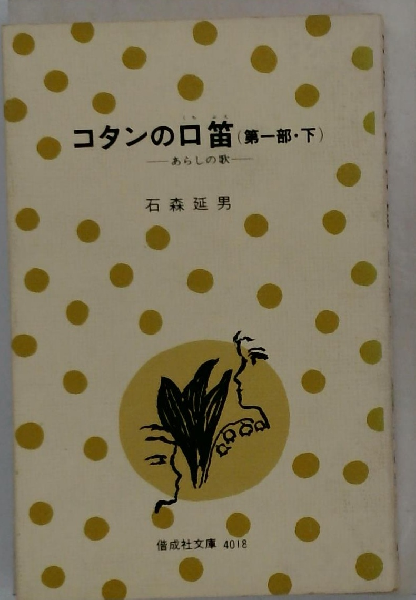 コタンの口笛(第一部・下)
――あらしの歌――
石森延男
偕成社文庫 4018